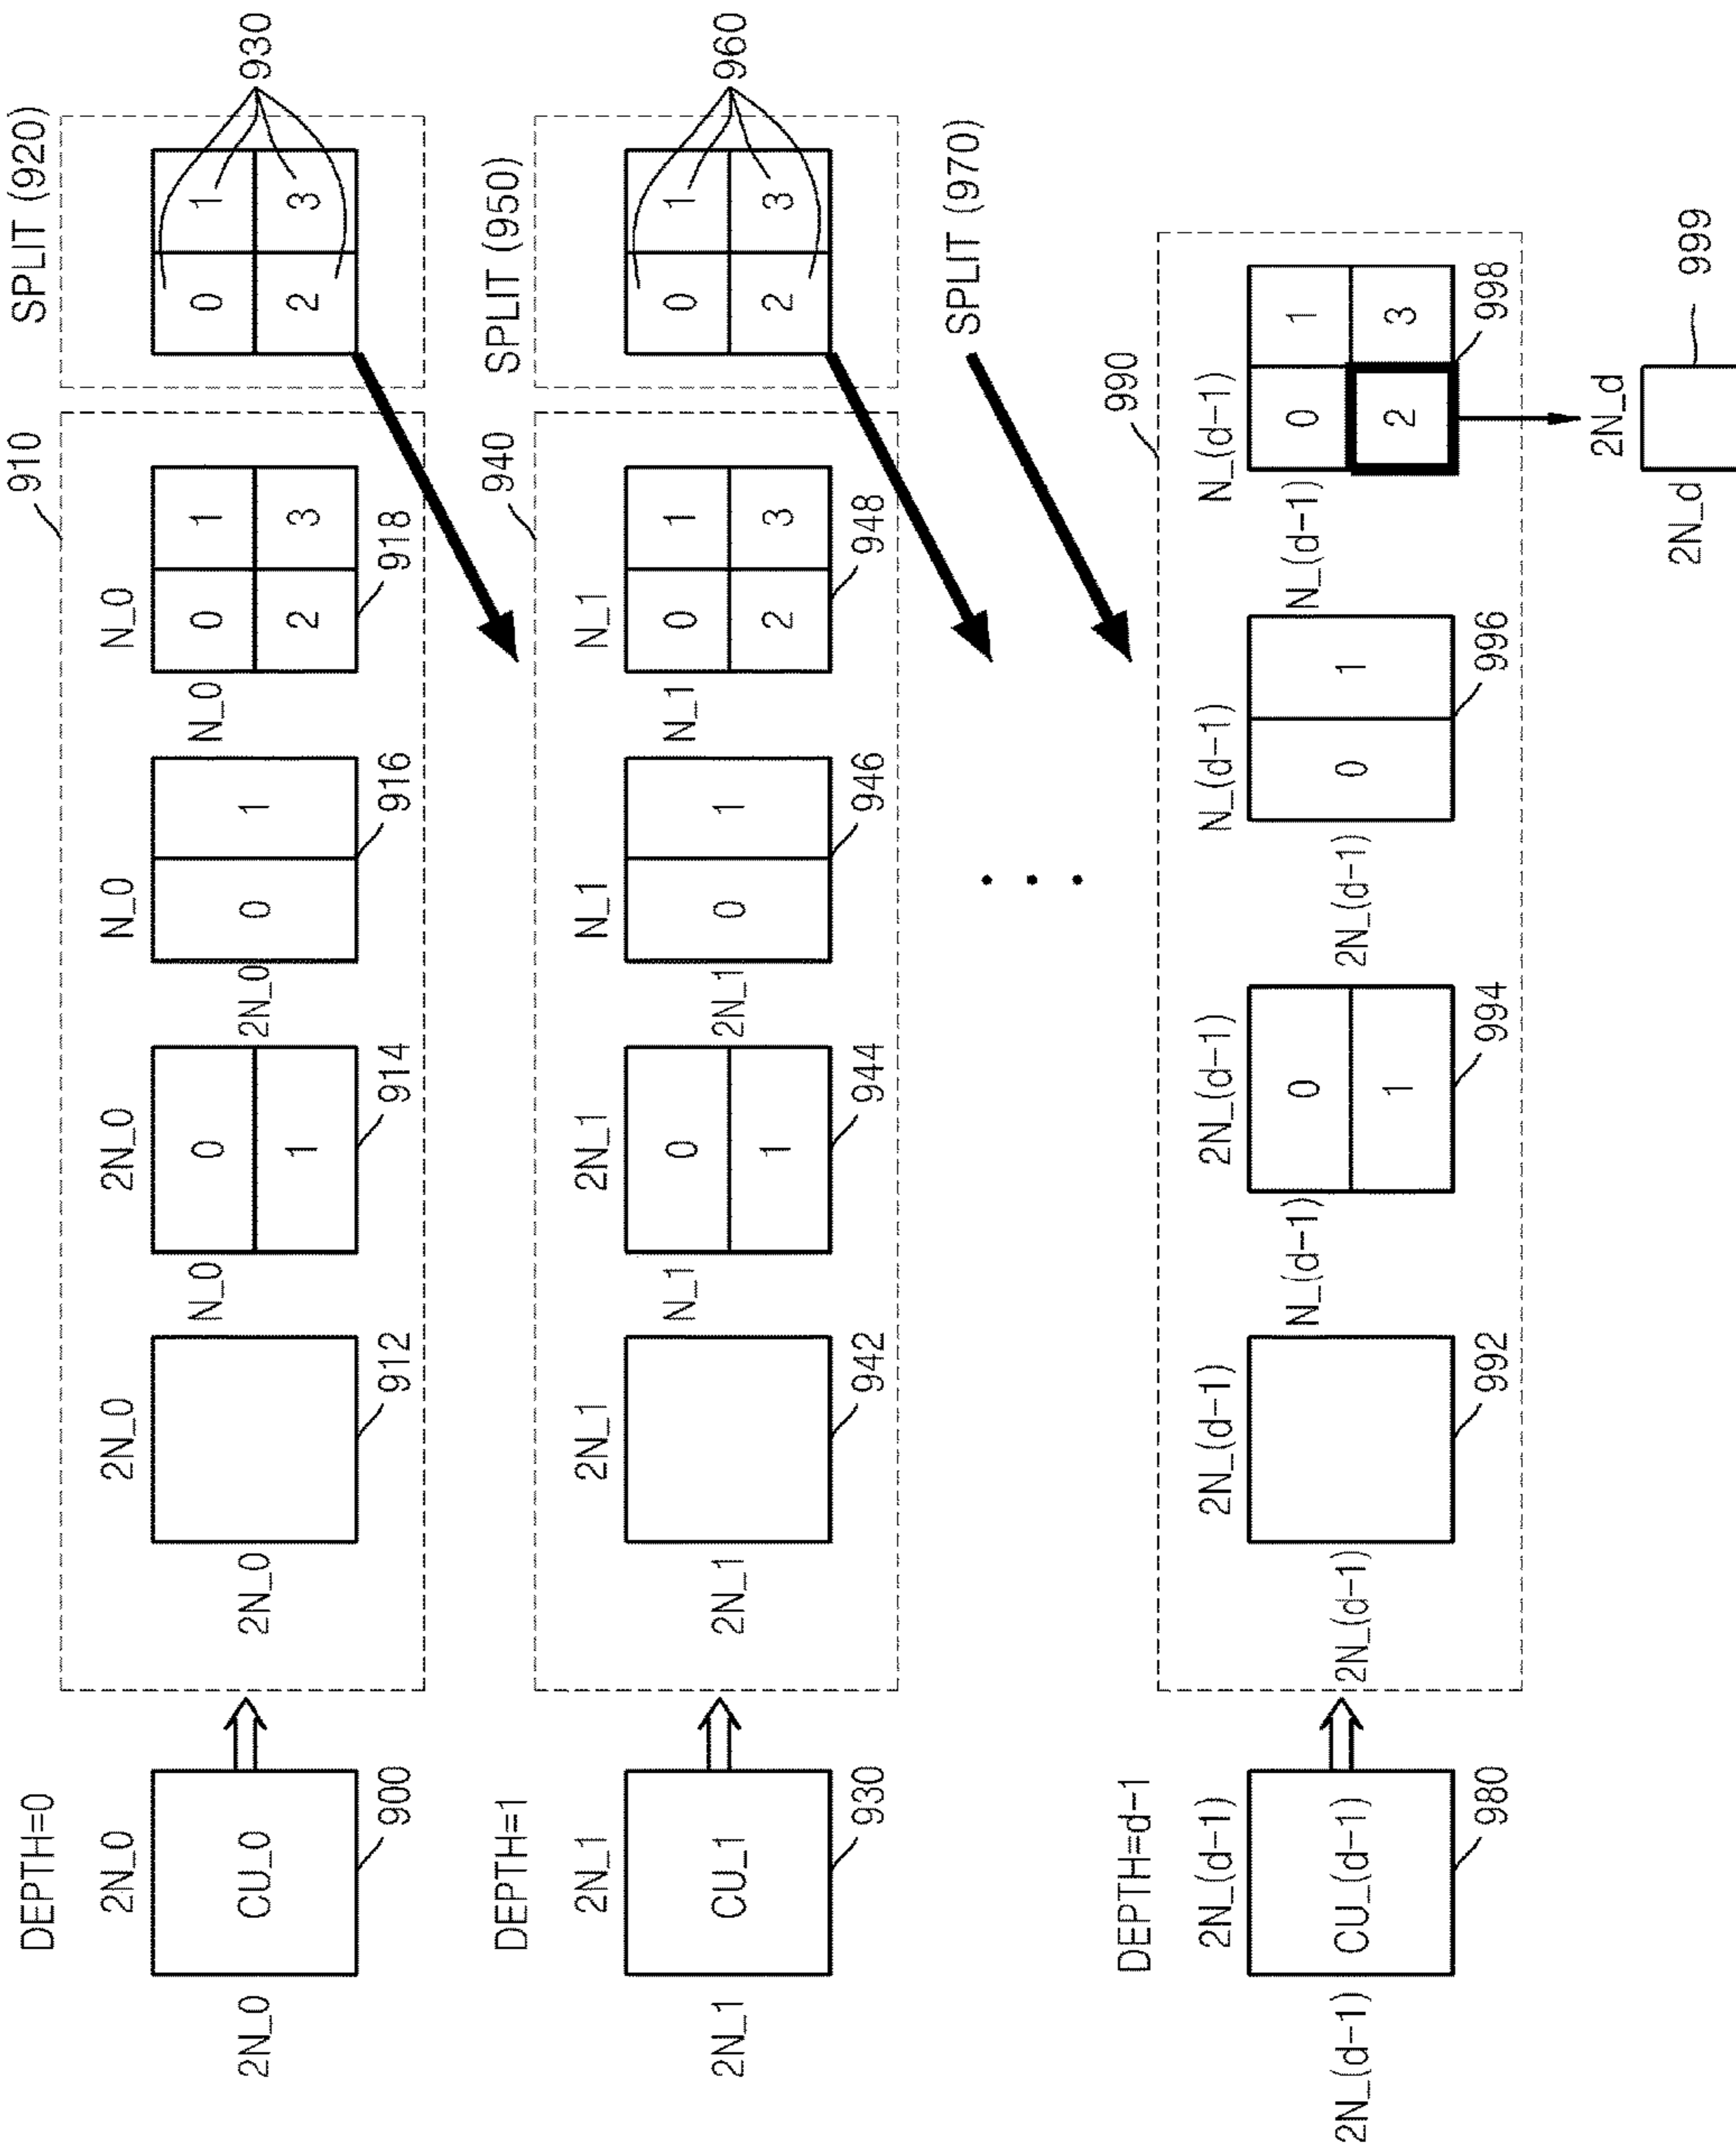 DEPTH=0
2N_0
2N_0
CU_0
900
910
2N_0
2N_0
912
2N_0
N_0
0
1
914
N_0
2N_0
0
1
916
N_0
N_0
0
1
2
3
918
SPLIT (920)
0
1
2
3
930
DEPTH=1
2N_1
2N_1
CU_1
930
940
2N_1
2N_1
942
2N_1
N_1
0
1
944
N_1
2N_1
0
1
946
N_1
N_1
0
1
2
3
948
SPLIT (950)
0
1
2
3
960
SPLIT (970)
DEPTH=d-1
2N_(d-1)
2N_(d-1)
CU_(d-1)
980
990
2N_(d-1)
2N_(d-1)
992
2N_(d-1)
N_(d-1)
0
1
994
N_(d-1)
2N_(d-1)
0
1
996
N_(d-1)
N_(d-1)
0
1
2
3
998
2N_d
2N_d
999